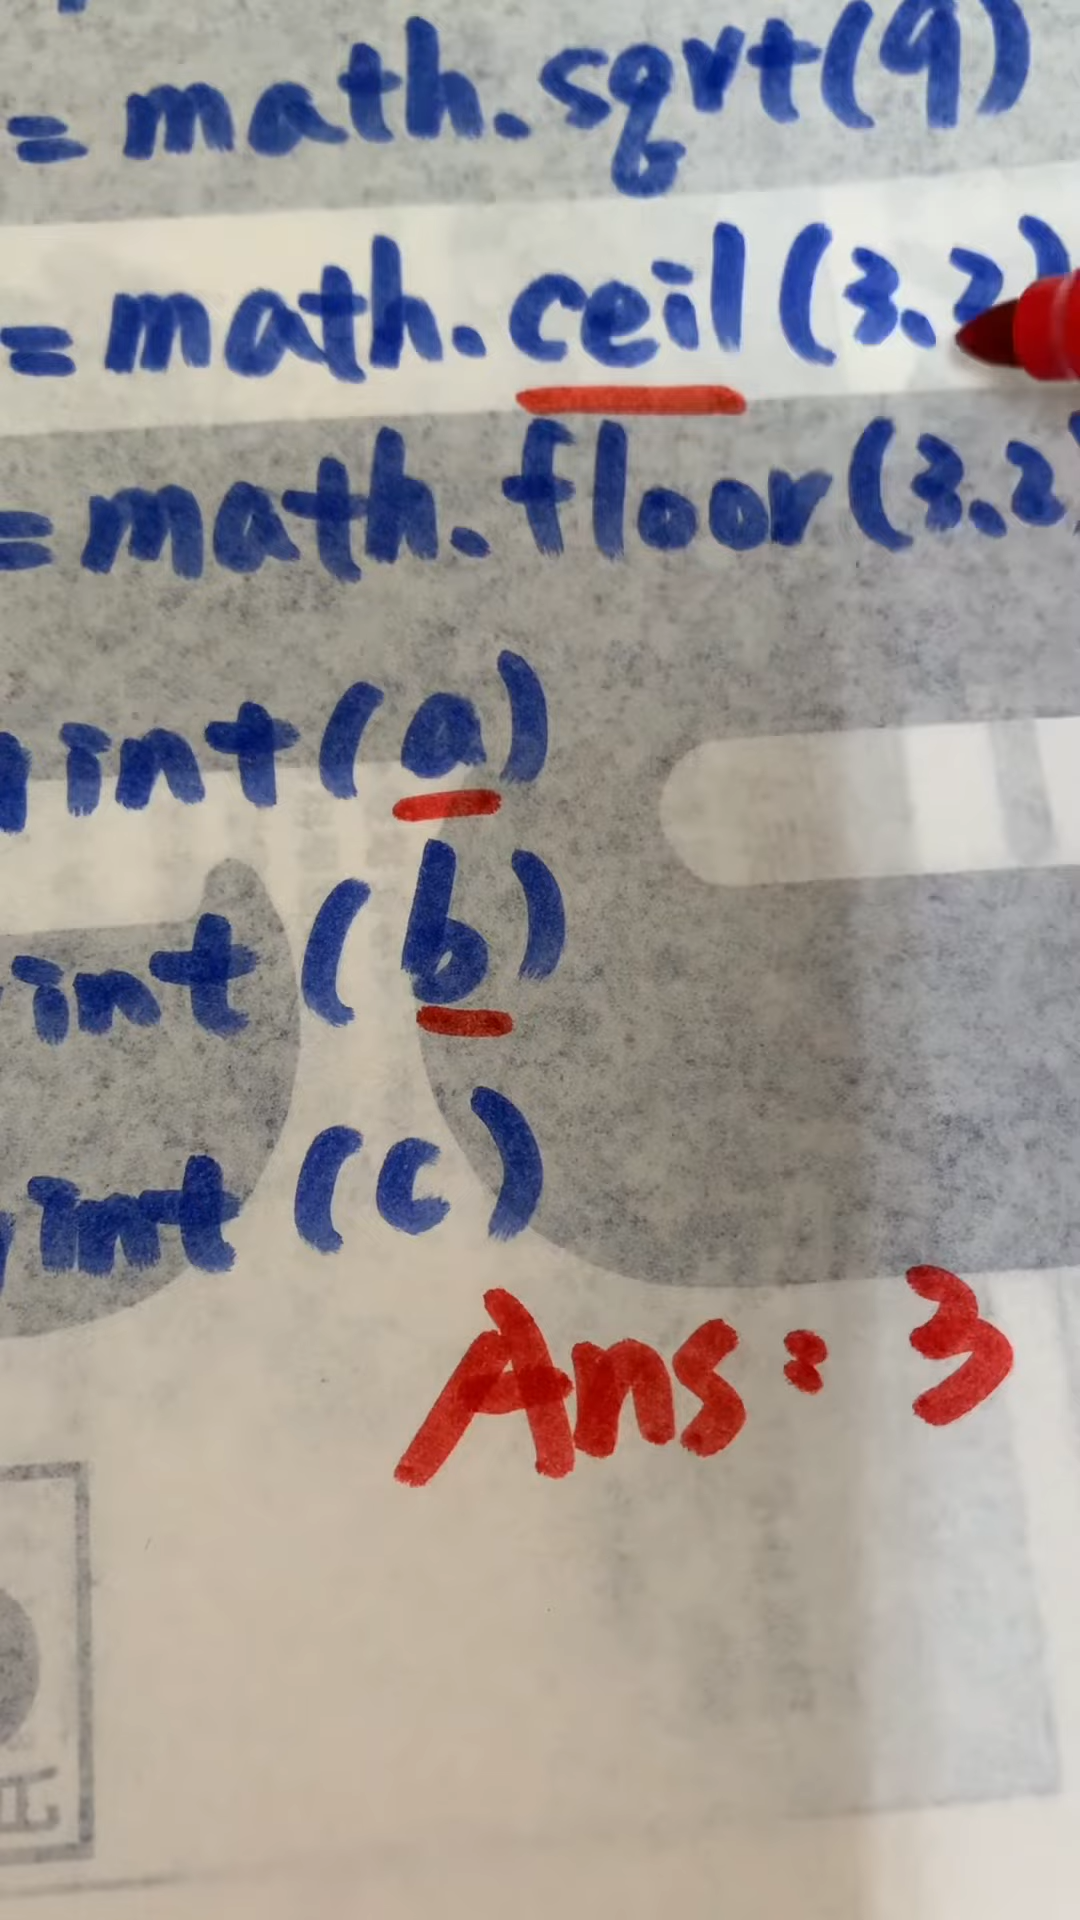 = math.sqrt(9)
= math.ceil(3.2)
= math.floor(3.2)
int(a)
int(b)
int(c)
Ans: 3